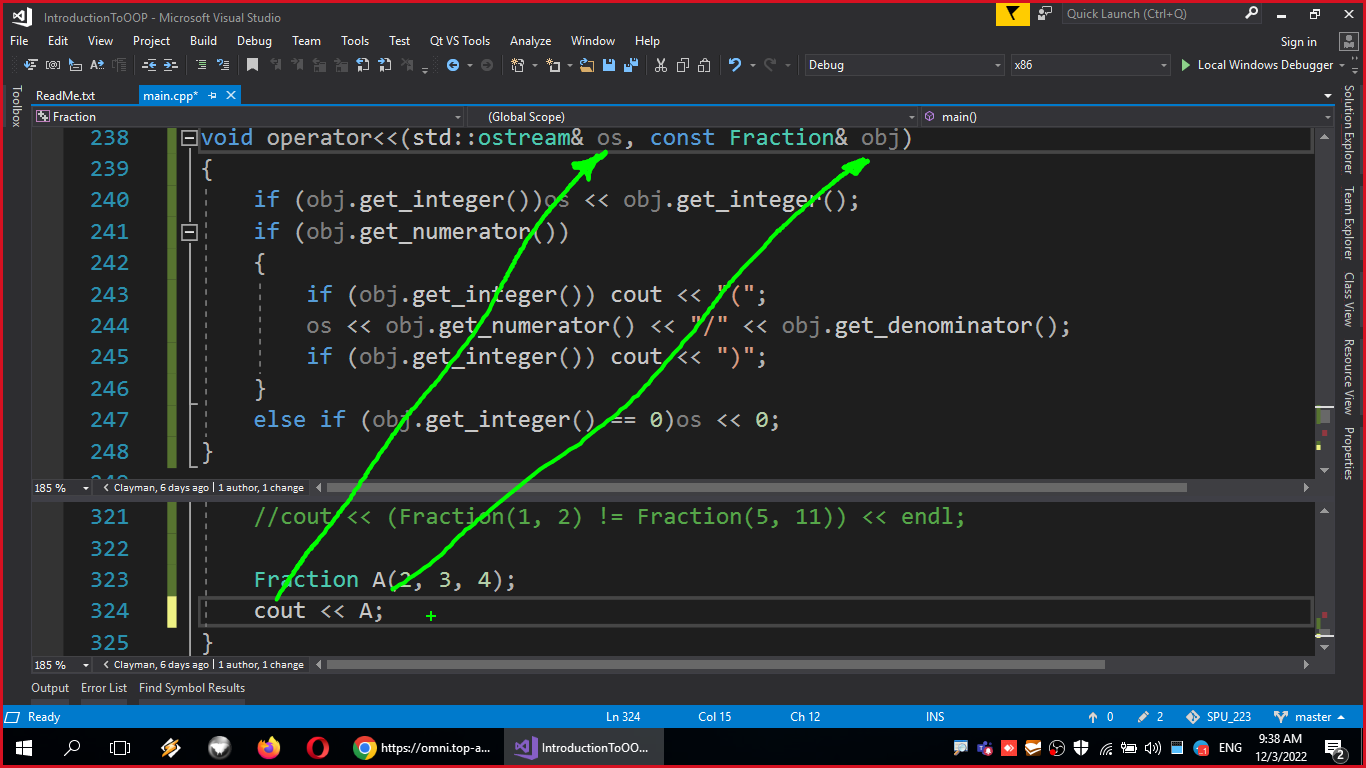 IntroductionToOOP - Microsoft Visual Studio
Quick Launch (Ctrl+Q)
File Edit View Project Build Debug Team Tools Test Qt VS Tools Analyze Window Help
Sign in
Debug x86 Local Windows Debugger
Toolbox
ReadMe.txt main.cpp*
Fraction (Global Scope) main()
238 void operator<<(std::ostream& os, const Fraction& obj)
239 {
240 if (obj.get_integer())os << obj.get_integer();
241 if (obj.get_numerator())
242 {
243 if (obj.get_integer()) cout << "(";
244 os << obj.get_numerator() << "/" << obj.get_denominator();
245 if (obj.get_integer()) cout << ")";
246 }
247 else if (obj.get_integer() == 0)os << 0;
248 }
185 % Clayman, 6 days ago | 1 author, 1 change
321 //cout << (Fraction(1, 2) != Fraction(5, 11)) << endl;
322
323 Fraction A(2, 3, 4);
324 cout << A;
325 }
185 % Clayman, 6 days ago | 1 author, 1 change
Solution Explorer
Team Explorer
Class View
Resource View
Properties
Output Error List Find Symbol Results
Ready Ln 324 Col 15 Ch 12 INS 0 2 SPU_223 master
https://omni.top-a... IntroductionToOO... ENG 9:38 AM
12/3/2022 2